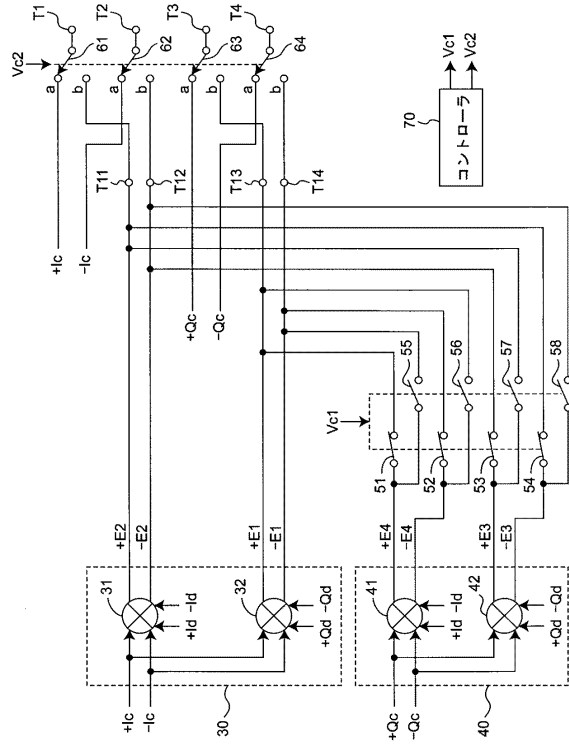 T1
T2
T3
T4
61
62
63
64
Vc2
a
b
a
b
a
b
a
b
T11
T12
T13
T14
+Ic
−Ic
+Qc
−Qc
Vc1
Vc2
70
コントローラ
55
56
57
58
Vc1
51
52
53
54
+E2
−E2
+E1
−E1
+E4
−E4
+E3
−E3
31
32
41
42
+Id
−Id
+Qd
−Qd
+Id
−Id
+Qd
−Qd
+Ic
−Ic
30
+Qc
−Qc
40